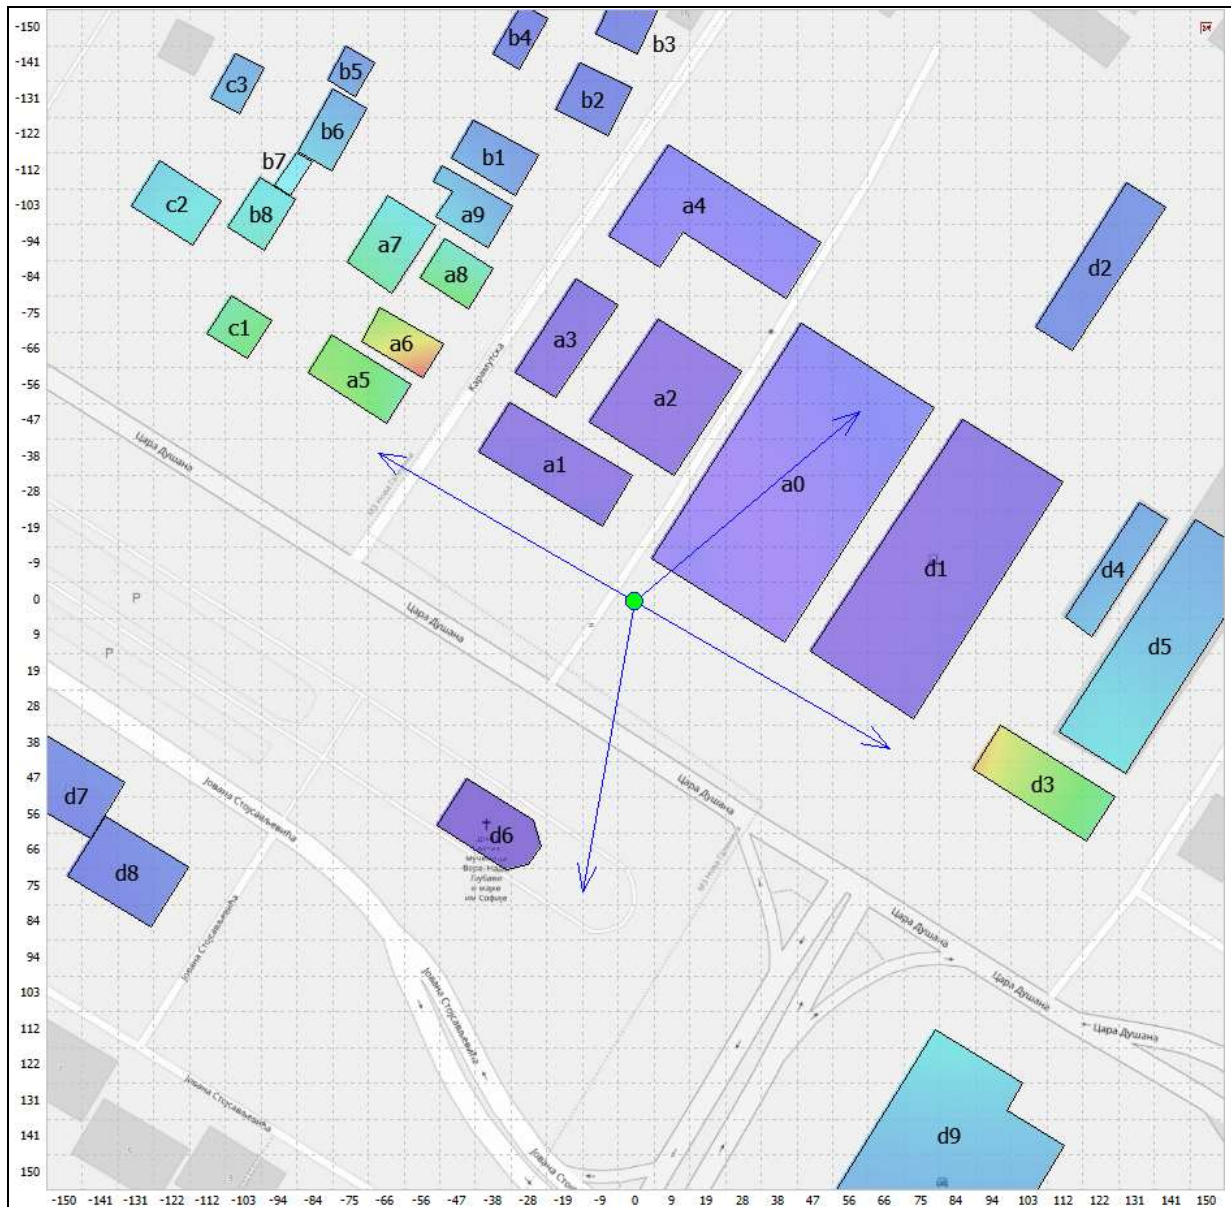 -150
-141
-131
-122
-112
-103
-94
-84
-75
-66
-56
-47
-38
-28
-19
-9
0
9
19
28
38
47
56
66
75
84
94
103
112
122
131
141
150
b4
b3
c3
b5
b2
b6
b7
b1
c2
b8
a9
a4
a7
a8
d2
c1
a6
a3
a5
a2
Карамутска
Цара Душана
a1
a0
d4
d1
P
Цара Душана
P
d5
d3
Цара Душана
d7
Јована Стојсављевића
d6
d8
им Софије
Цара Душана
Јована Стојсављевића
Јована Стојсављевића
Цара Душана
Цара Душана
Јована Стојсављевића
d9
-150 -141 -131 -122 -112 -103 -94 -84 -75 -66 -56 -47 -38 -28 -19 -9 0 9 19 28 38 47 56 66 75 84 94 103 112 122 131 141 150